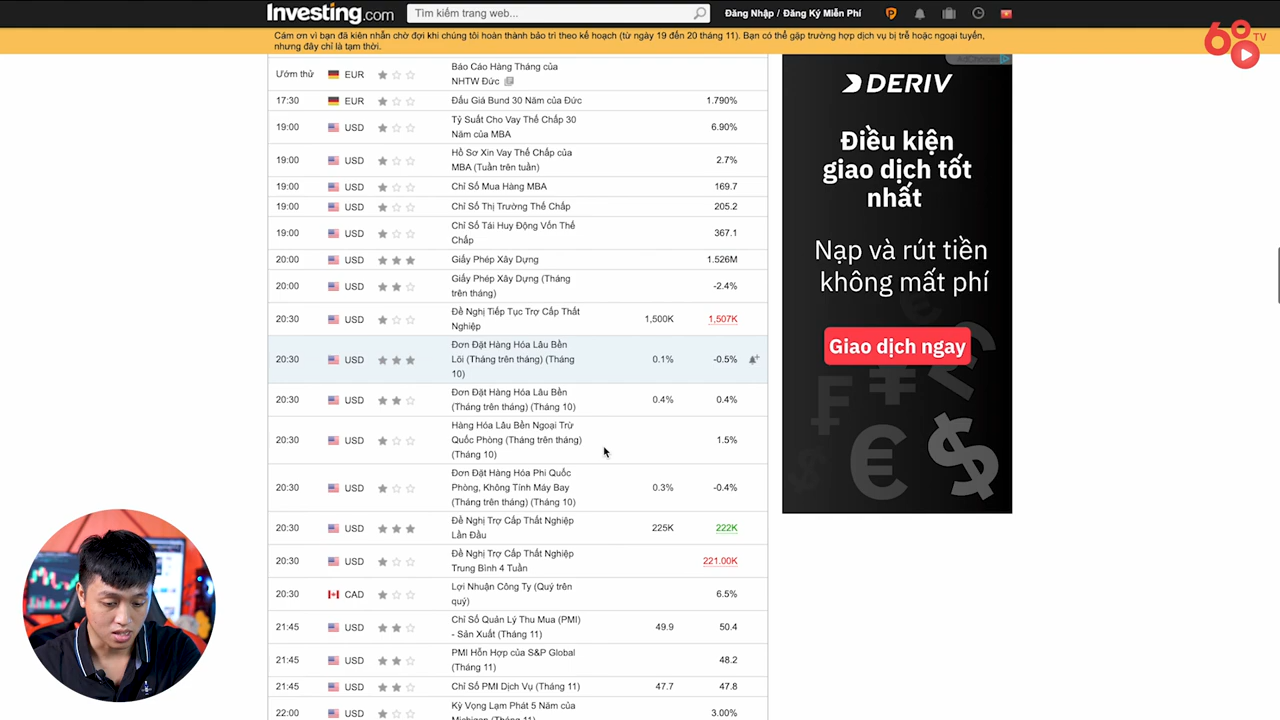 Investing.com
Tìm kiếm trang web...
Đăng Nhập / Đăng Ký Miễn Phí
68
TV
Cám ơn vì bạn đã kiên nhẫn chờ đợi khi chúng tôi hoàn thành bảo trì theo kế hoạch (từ ngày 19 đến 20 tháng 11). Bạn có thể gặp trường hợp dịch vụ bị trễ hoặc ngoại tuyến,
nhưng đây chỉ là tạm thời.
Ướm thử EUR Báo Cáo Hàng Tháng của
NHTW Đức
17:30 EUR Đấu Giá Bund 30 Năm của Đức 1.790%
19:00 USD Tỷ Suất Cho Vay Thế Chấp 30
Năm của MBA 6.90%
19:00 USD Hồ Sơ Xin Vay Thế Chấp của
MBA (Tuần trên tuần) 2.7%
19:00 USD Chỉ Số Mua Hàng MBA 169.7
19:00 USD Chỉ Số Thị Trường Thế Chấp 205.2
19:00 USD Chỉ Số Tái Huy Động Vốn Thế
Chấp 367.1
20:00 USD Giấy Phép Xây Dựng 1.526M
20:00 USD Giấy Phép Xây Dựng (Tháng
trên tháng) -2.4%
20:30 USD Đề Nghị Tiếp Tục Trợ Cấp Thất
Nghiệp 1,500K 1,507K
20:30 USD Đơn Đặt Hàng Hóa Lâu Bền
Lõi (Tháng trên tháng) (Tháng
10) 0.1% -0.5%
20:30 USD Đơn Đặt Hàng Hóa Lâu Bền
(Tháng trên tháng) (Tháng 10) 0.4% 0.4%
20:30 USD Hàng Hóa Lâu Bền Ngoại Trừ
Quốc Phòng (Tháng trên tháng)
(Tháng 10) 1.5%
20:30 USD Đơn Đặt Hàng Hóa Phi Quốc
Phòng, Không Tính Máy Bay
(Tháng trên tháng) (Tháng 10) 0.3% -0.4%
20:30 USD Đề Nghị Trợ Cấp Thất Nghiệp
Lần Đầu 225K 222K
20:30 USD Đề Nghị Trợ Cấp Thất Nghiệp
Trung Bình 4 Tuần 221.00K
20:30 CAD Lợi Nhuận Công Ty (Quý trên
quý) 6.5%
21:45 USD Chỉ Số Quản Lý Thu Mua (PMI)
- Sản Xuất (Tháng 11) 49.9 50.4
21:45 USD PMI Hỗn Hợp của S&P Global
(Tháng 11) 48.2
21:45 USD Chỉ Số PMI Dịch Vụ (Tháng 11) 47.7 47.8
22:00 USD Kỳ Vọng Lạm Phát 5 Năm của
Michigan (Tháng 11) 3.00%
DERIV
Điều kiện
giao dịch tốt
nhất
Nạp và rút tiền
không mất phí
Giao dịch ngay